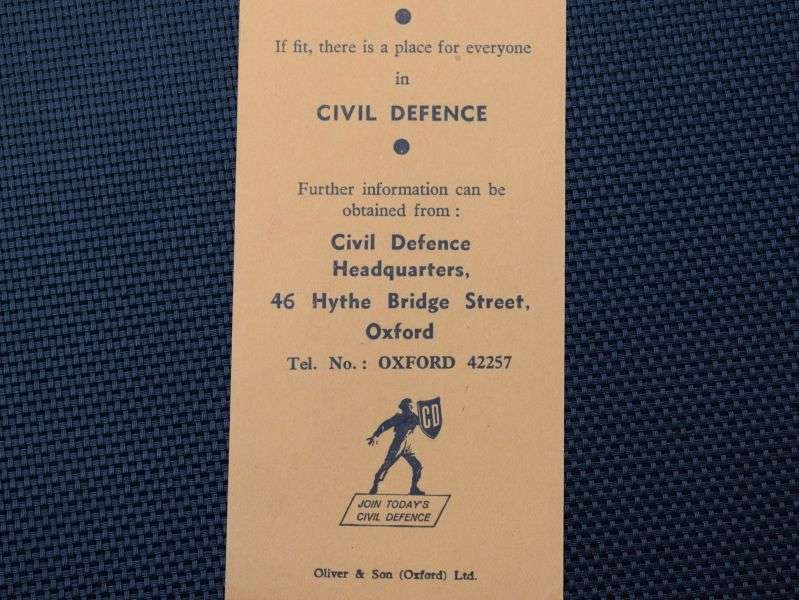 If fit, there is a place for everyone
in
CIVIL DEFENCE
Further information can be
obtained from :
Civil Defence
Headquarters,
46 Hythe Bridge Street,
Oxford
Tel. No. : OXFORD 42257
CD
JOIN TODAY'S
CIVIL DEFENCE
Oliver & Son (Oxford) Ltd.